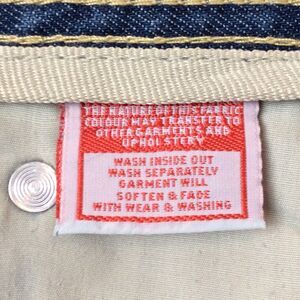 THE NATURE OF THIS FABRIC
COLOUR MAY TRANSFER TO
OTHER GARMENTS AND
UPHOLSTERY
WASH INSIDE OUT
WASH SEPARATELY
GARMENT WILL
SOFTEN & FADE
WITH WEAR & WASHING